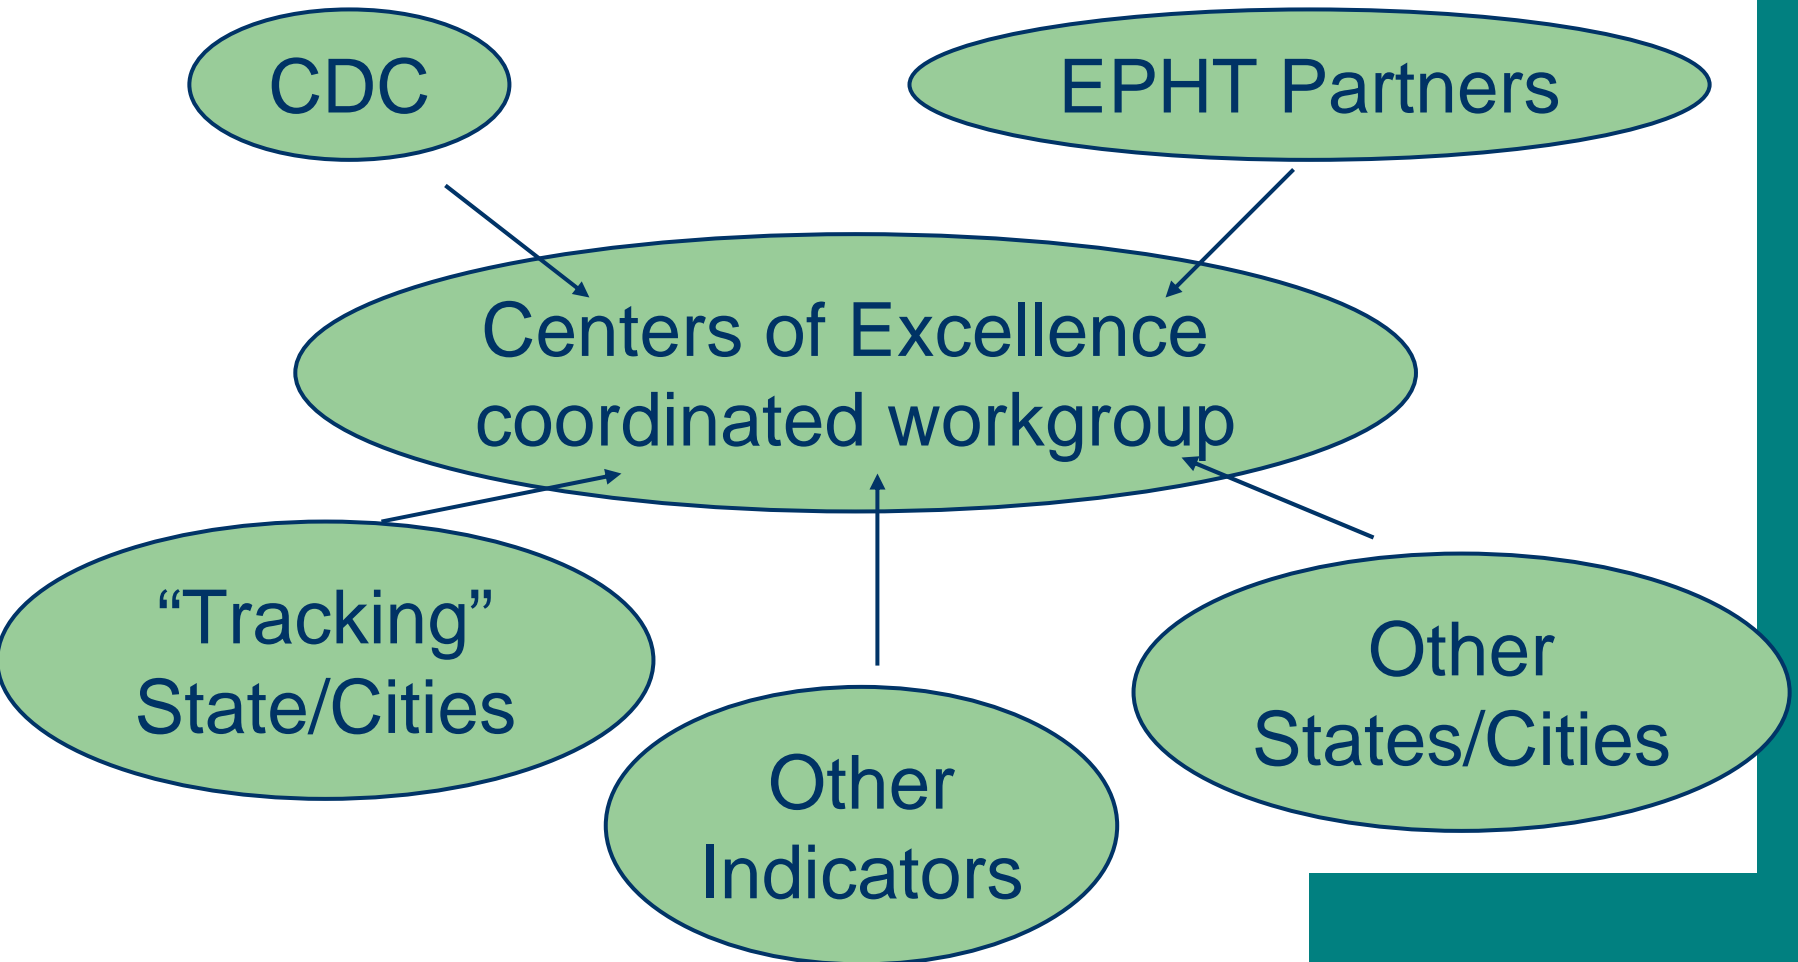 CDC
EPHT Partners
Centers of Excellence
coordinated workgroup
“Tracking”
State/Cities
Other
Indicators
Other
States/Cities